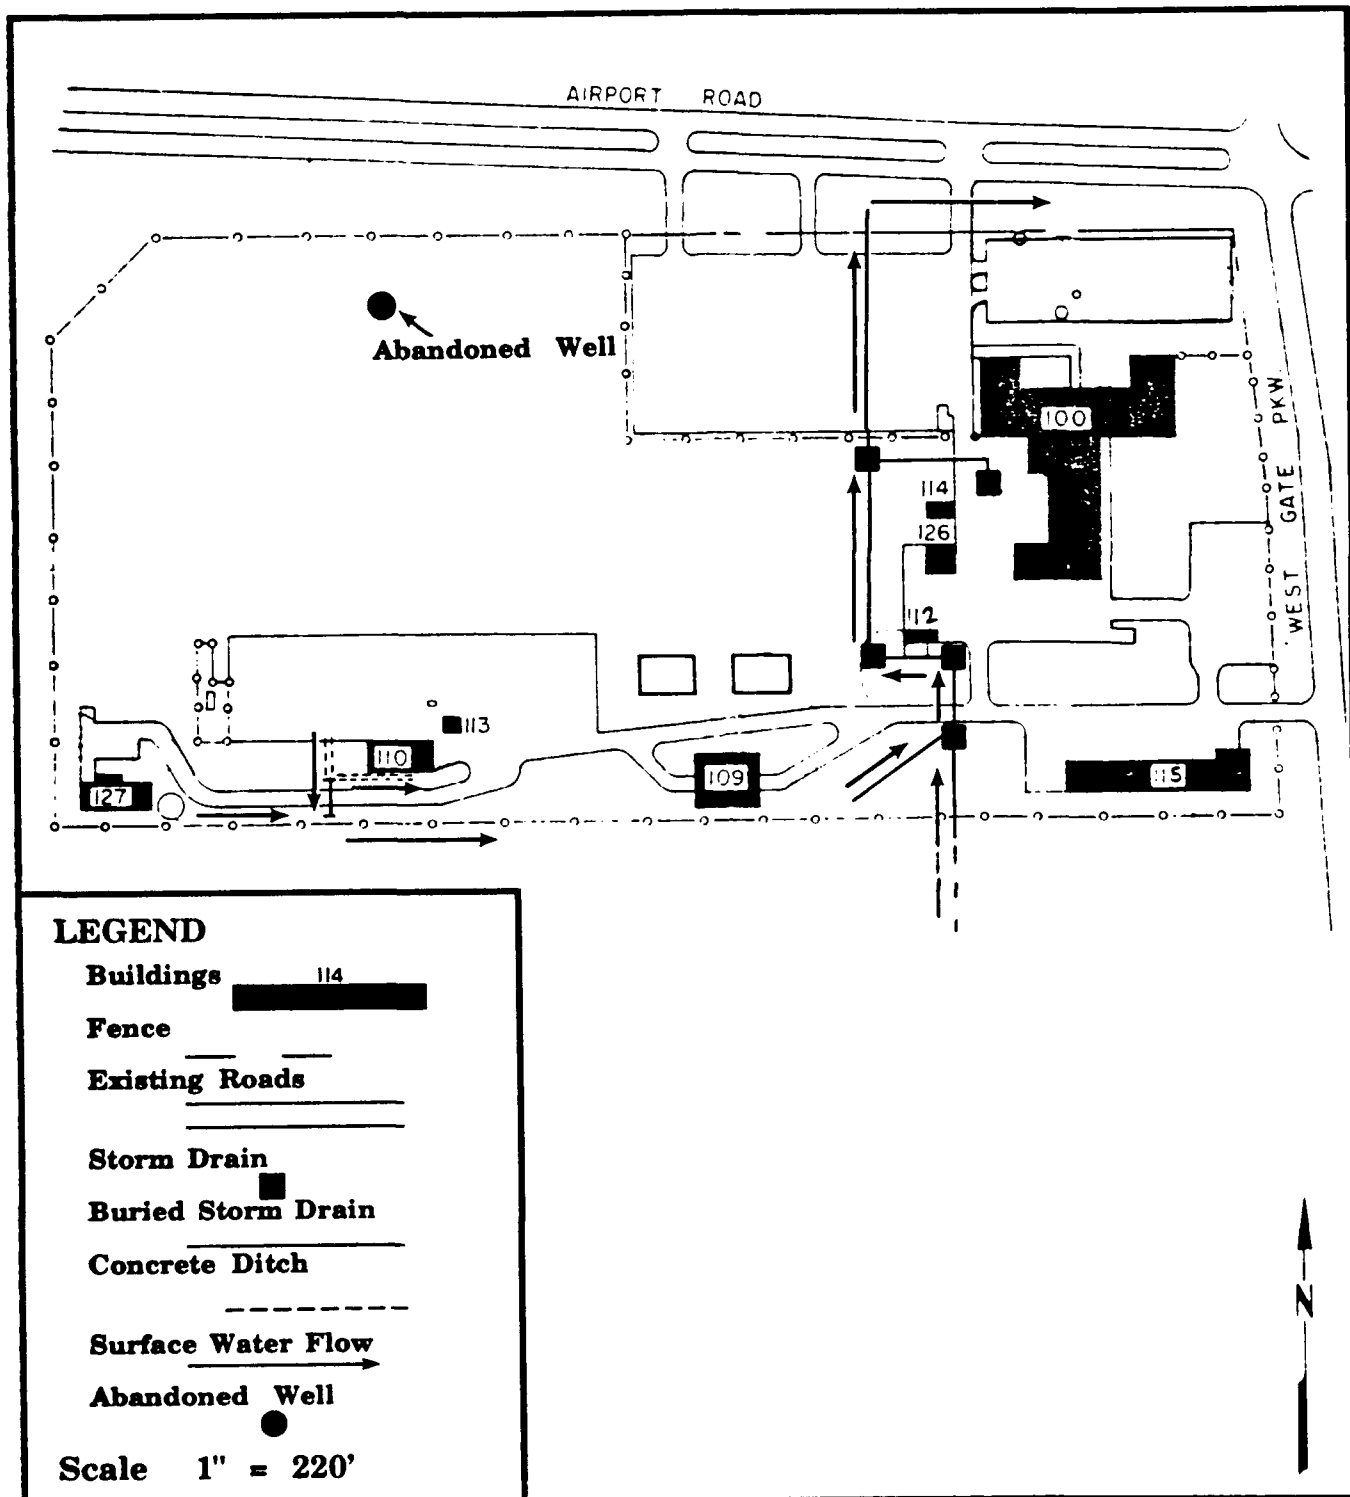 AIRPORT ROAD
Abandoned Well
100
WEST GATE PKW
114
126
112
113
110
109
115
127
LEGEND
Buildings 114
Fence
Existing Roads
Storm Drain
Buried Storm Drain
Concrete Ditch
Surface Water Flow
Abandoned Well
Scale 1" = 220'
N